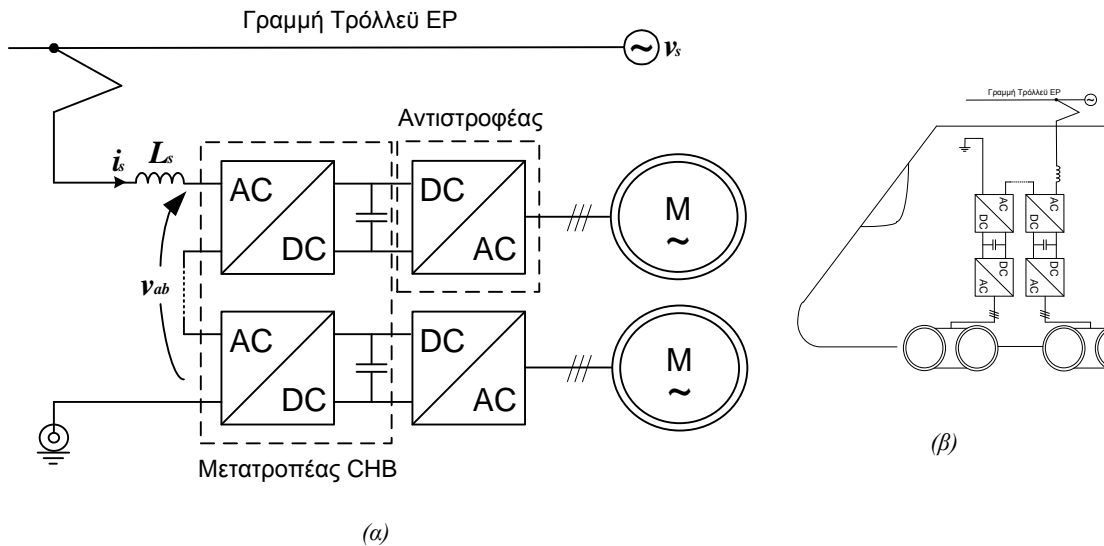 Γραμμή Τρόλλεϋ ΕΡ
~ vs
Αντιστροφέας
is Ls
AC DC
DC AC
M ~
vab
AC DC
DC AC
M ~
Μετατροπέας CHB
(α)
Γραμμή Τρόλλεϋ ΕΡ
~
AC DC
AC DC
DC AC
DC AC
(β)